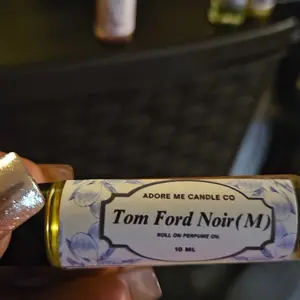 ADORE ME CANDLE CO
Tom Ford Noir(M)
ROLL ON PERFUME OIL
10 ML